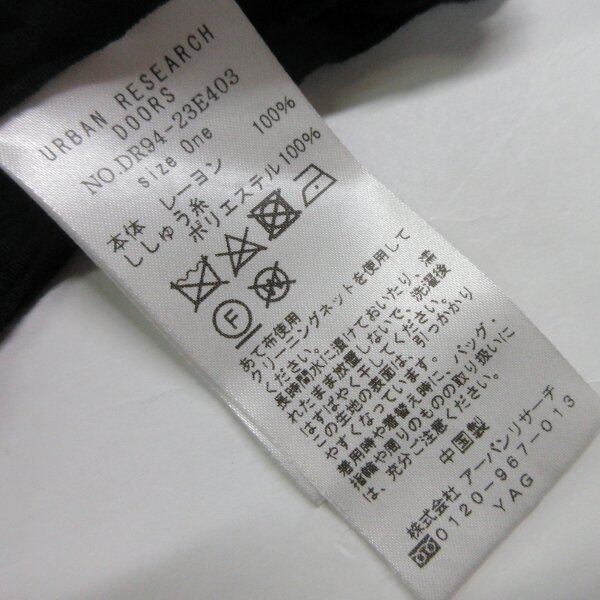 URBAN RESEARCH
DOORS
NO.DR94-23E403
size One
本体 レーヨン 100%
ししゅう糸
ポリエステル100%
F
あて布使用
クリーニングネットを使用して
ください。
長時間水に漬けておいたり、濡
れたまま放置しないで、洗濯後
はすばやく干してください。
この生地の表面は、引っかかり
やすくなっています。
着用時や着替え時に、バッグ・
指輪や周りのものの取り扱いに
は、充分ご注意ください。
中国製
株式会社 アーバンリサーチ
0120-967-013
YAG